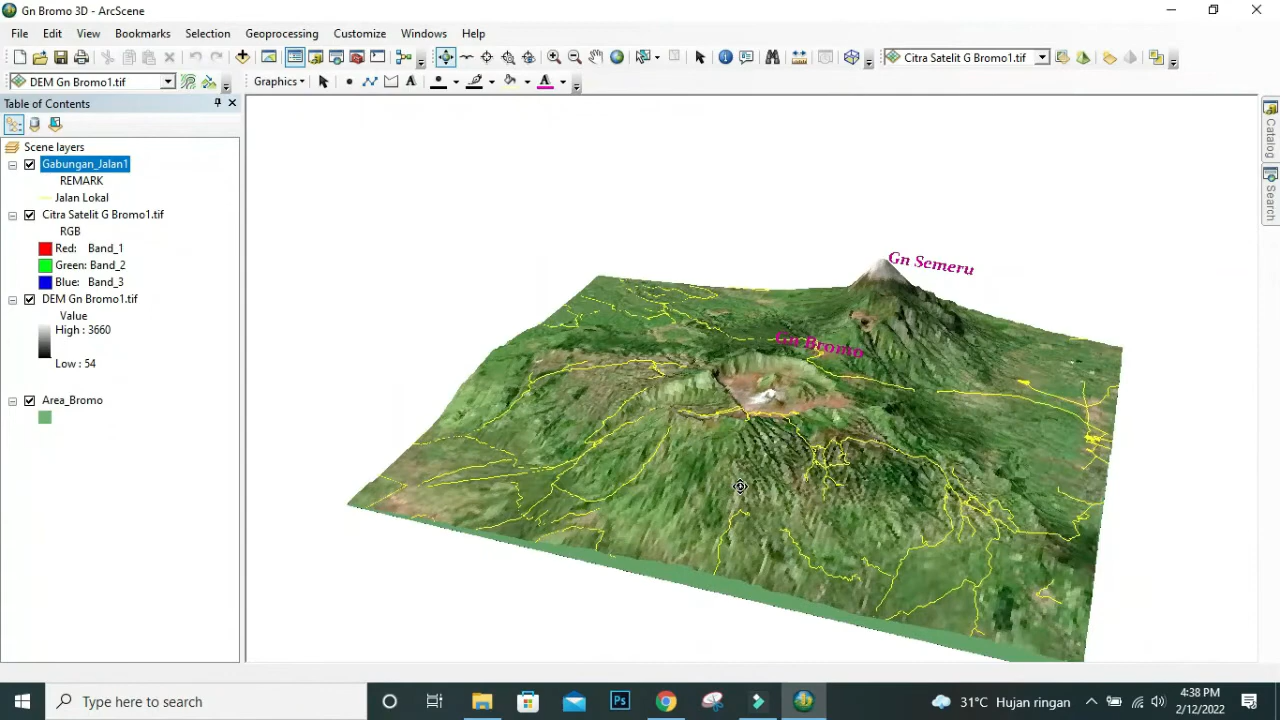 Gn Bromo 3D - ArcScene
File Edit View Bookmarks Selection Geoprocessing Customize Windows Help
Citra Satelit G Bromo1.tif
DEM Gn Bromo1.tif
Graphics
Table of Contents
Scene layers
Gabungan_Jalan1
REMARK
Jalan Lokal
Citra Satelit G Bromo1.tif
RGB
Red: Band_1
Green: Band_2
Blue: Band_3
DEM Gn Bromo1.tif
Value
High : 3660
Low : 54
Area_Bromo
Gn Semeru
Gn Bromo
Catalog
Search
Type here to search
31°C Hujan ringan
4:38 PM
2/12/2022